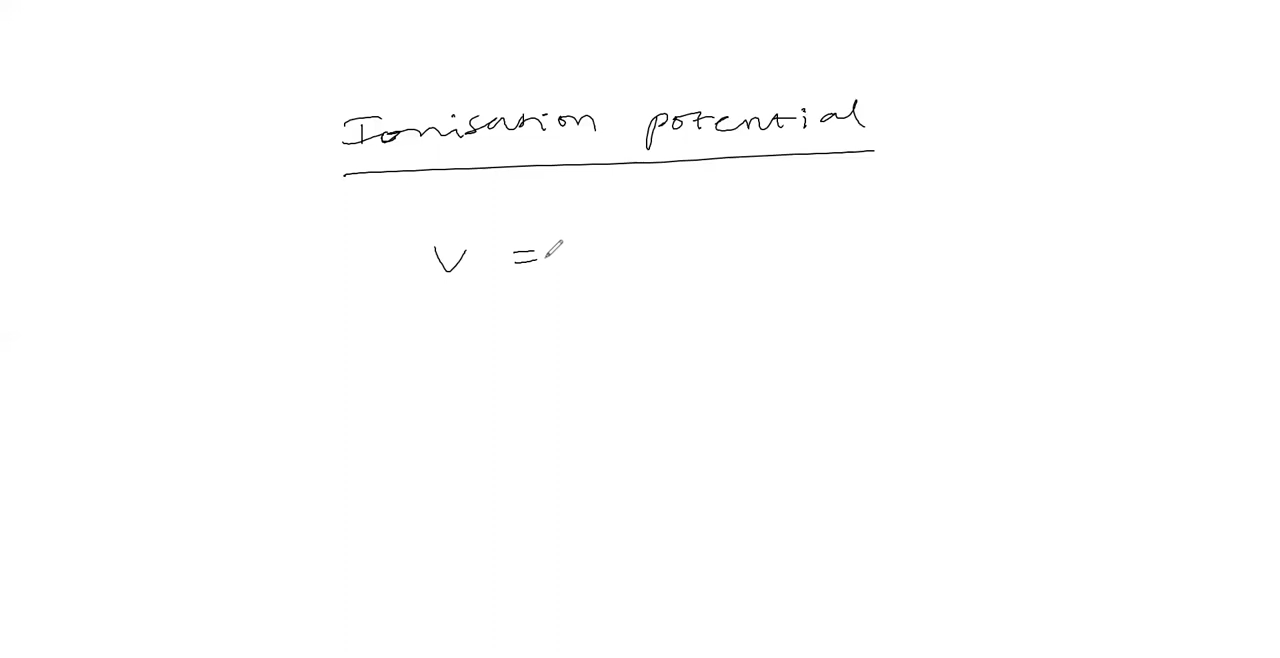 Ionisation potential
V =